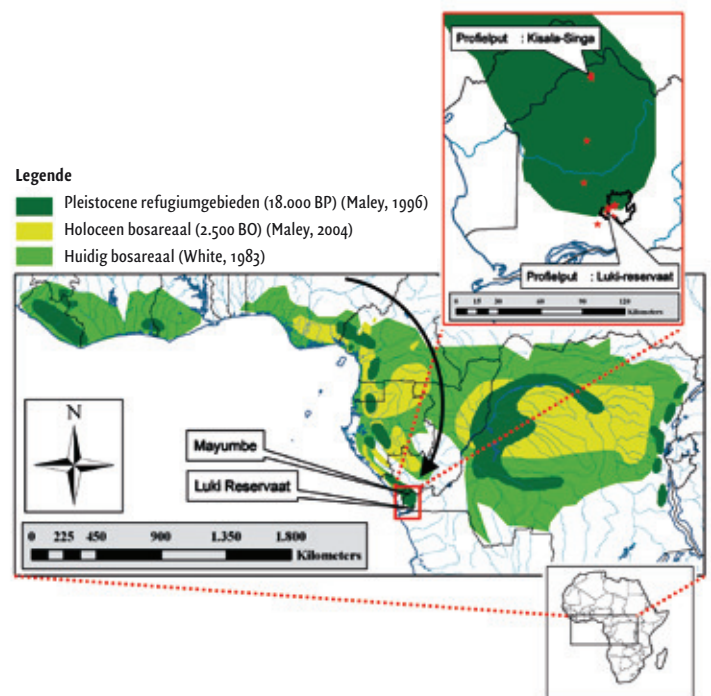 Profielput : Kisala-Singa
Legende
Pleistocene refugiumgebieden (18.000 BP) (Maley, 1996)
Holoceen bosareaal (2.500 BO) (Maley, 2004)
Huidig bosareaal (White, 1983)
Profielput : Luki-reservaat
0 15 30 60 90 120
Kilometers
N
Mayumbe
Luki Reservaat
0 225 450 900 1.350 1.800
Kilometers